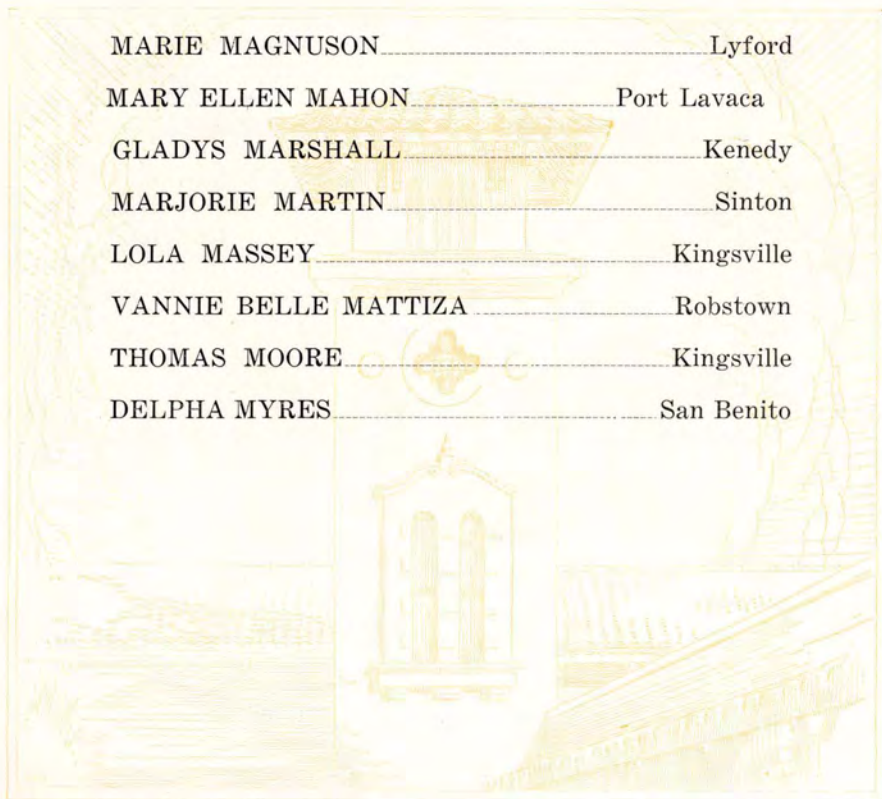 MARIE MAGNUSON Lyford
MARY ELLEN MAHON Port Lavaca
GLADYS MARSHALL Kenedy
MARJORIE MARTIN Sinton
LOLA MASSEY Kingsville
VANNIE BELLE MATTIZA Robstown
THOMAS MOORE Kingsville
DELPHA MYRES San Benito